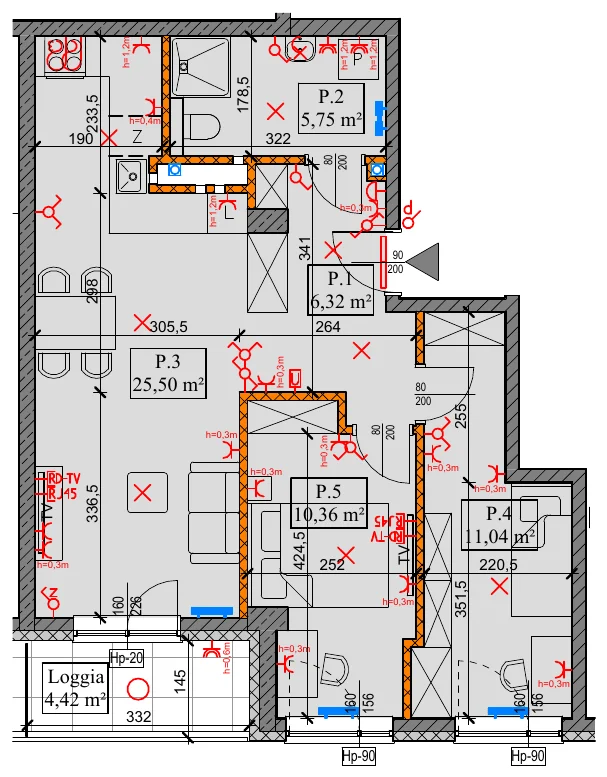 h=1,2m
h=1,2m
h=1,2m
P
P.2
5,75 m²
233,5
178,5
h=0,4m
190
Z
322
80
200
h=1,2m
L
h=0,3m
341
90
200
298
P.1
6,32 m²
305,5
264
P.3
25,50 m²
h=0,3m
80
200
255
h=0,3m
80
200
h=0,3m
h=0,3m
h=0,3m
h=0,3m
RD-TV
RJ45
TV
336,5
P.5
10,36 m²
P.4
11,04 m²
RJ45
RD-TV
TV
424,5
h=0,3m
252
220,5
h=0,3m
351,5
160
226
Hp-20
h=0,6m
h=0,3m
h=0,3m
Loggia
4,42 m²
145
332
160
156
160
156
Hp-90
Hp-90